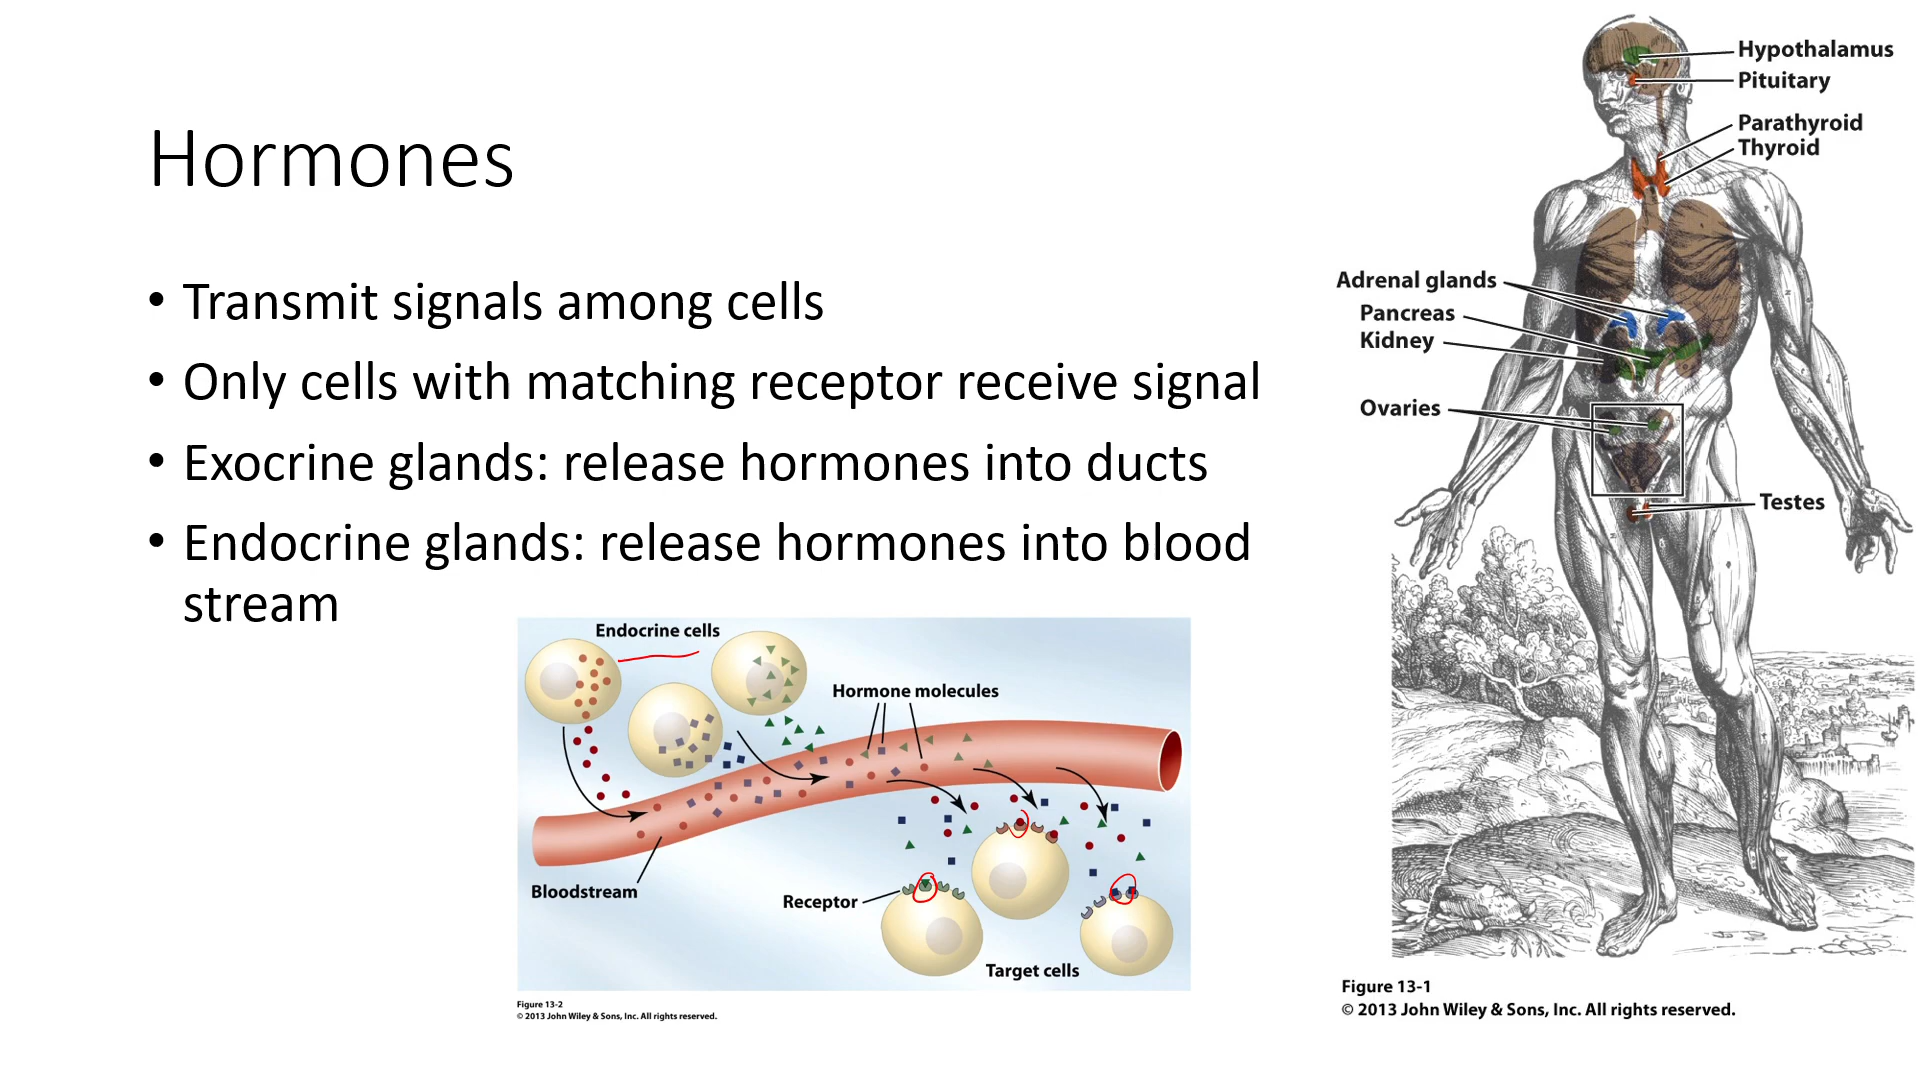 Hormones
• Transmit signals among cells
• Only cells with matching receptor receive signal
• Exocrine glands: release hormones into ducts
• Endocrine glands: release hormones into blood
stream
Endocrine cells
Hormone molecules
Bloodstream
Receptor
Target cells
Figure 13-2
© 2013 John Wiley & Sons, Inc. All rights reserved.
Hypothalamus
Pituitary
Parathyroid
Thyroid
Adrenal glands
Pancreas
Kidney
Ovaries
Testes
Figure 13-1
© 2013 John Wiley & Sons, Inc. All rights reserved.